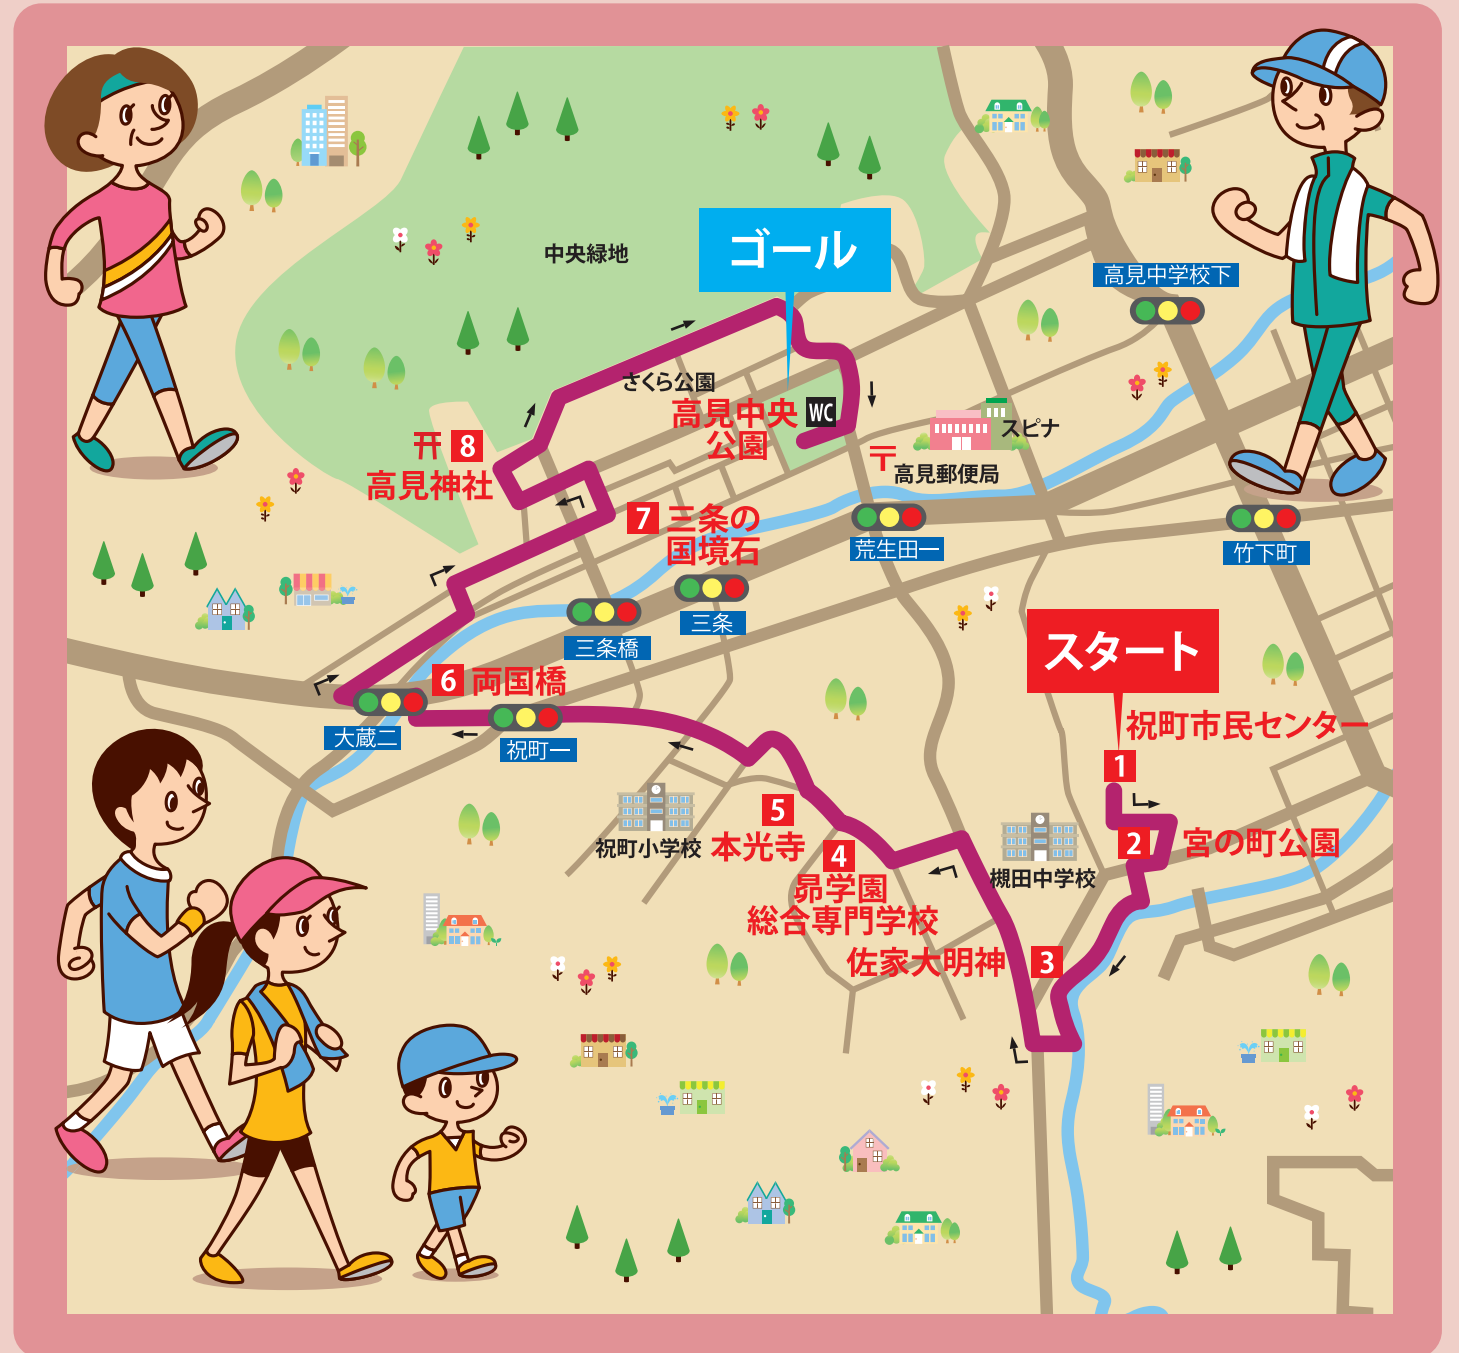 中央緑地
ゴール
高見中学校下
さくら公園
高見中央
公園
WC
スピナ
〒
高見郵便局
8
高見神社
7
三条の
国境石
荒生田一
竹下町
三条
三条橋
6
両国橋
大蔵二
祝町一
スタート
祝町市民センター
1
2
宮の町公園
5
本光寺
祝町小学校
4
昴学園
総合専門学校
槻田中学校
佐家大明神
3